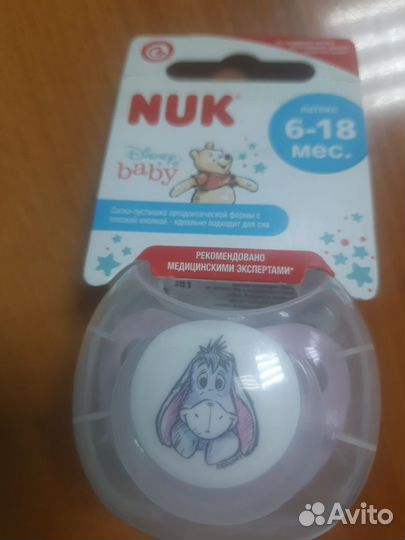 NUK
Disney
baby
латекс
6-18
мес.
Соска-пустышка ортодонтической формы с
плоской кнопкой - идеально подходит для сна
РЕКОМЕНДОВАНО
МЕДИЦИНСКИМИ ЭКСПЕРТАМИ*
Avito